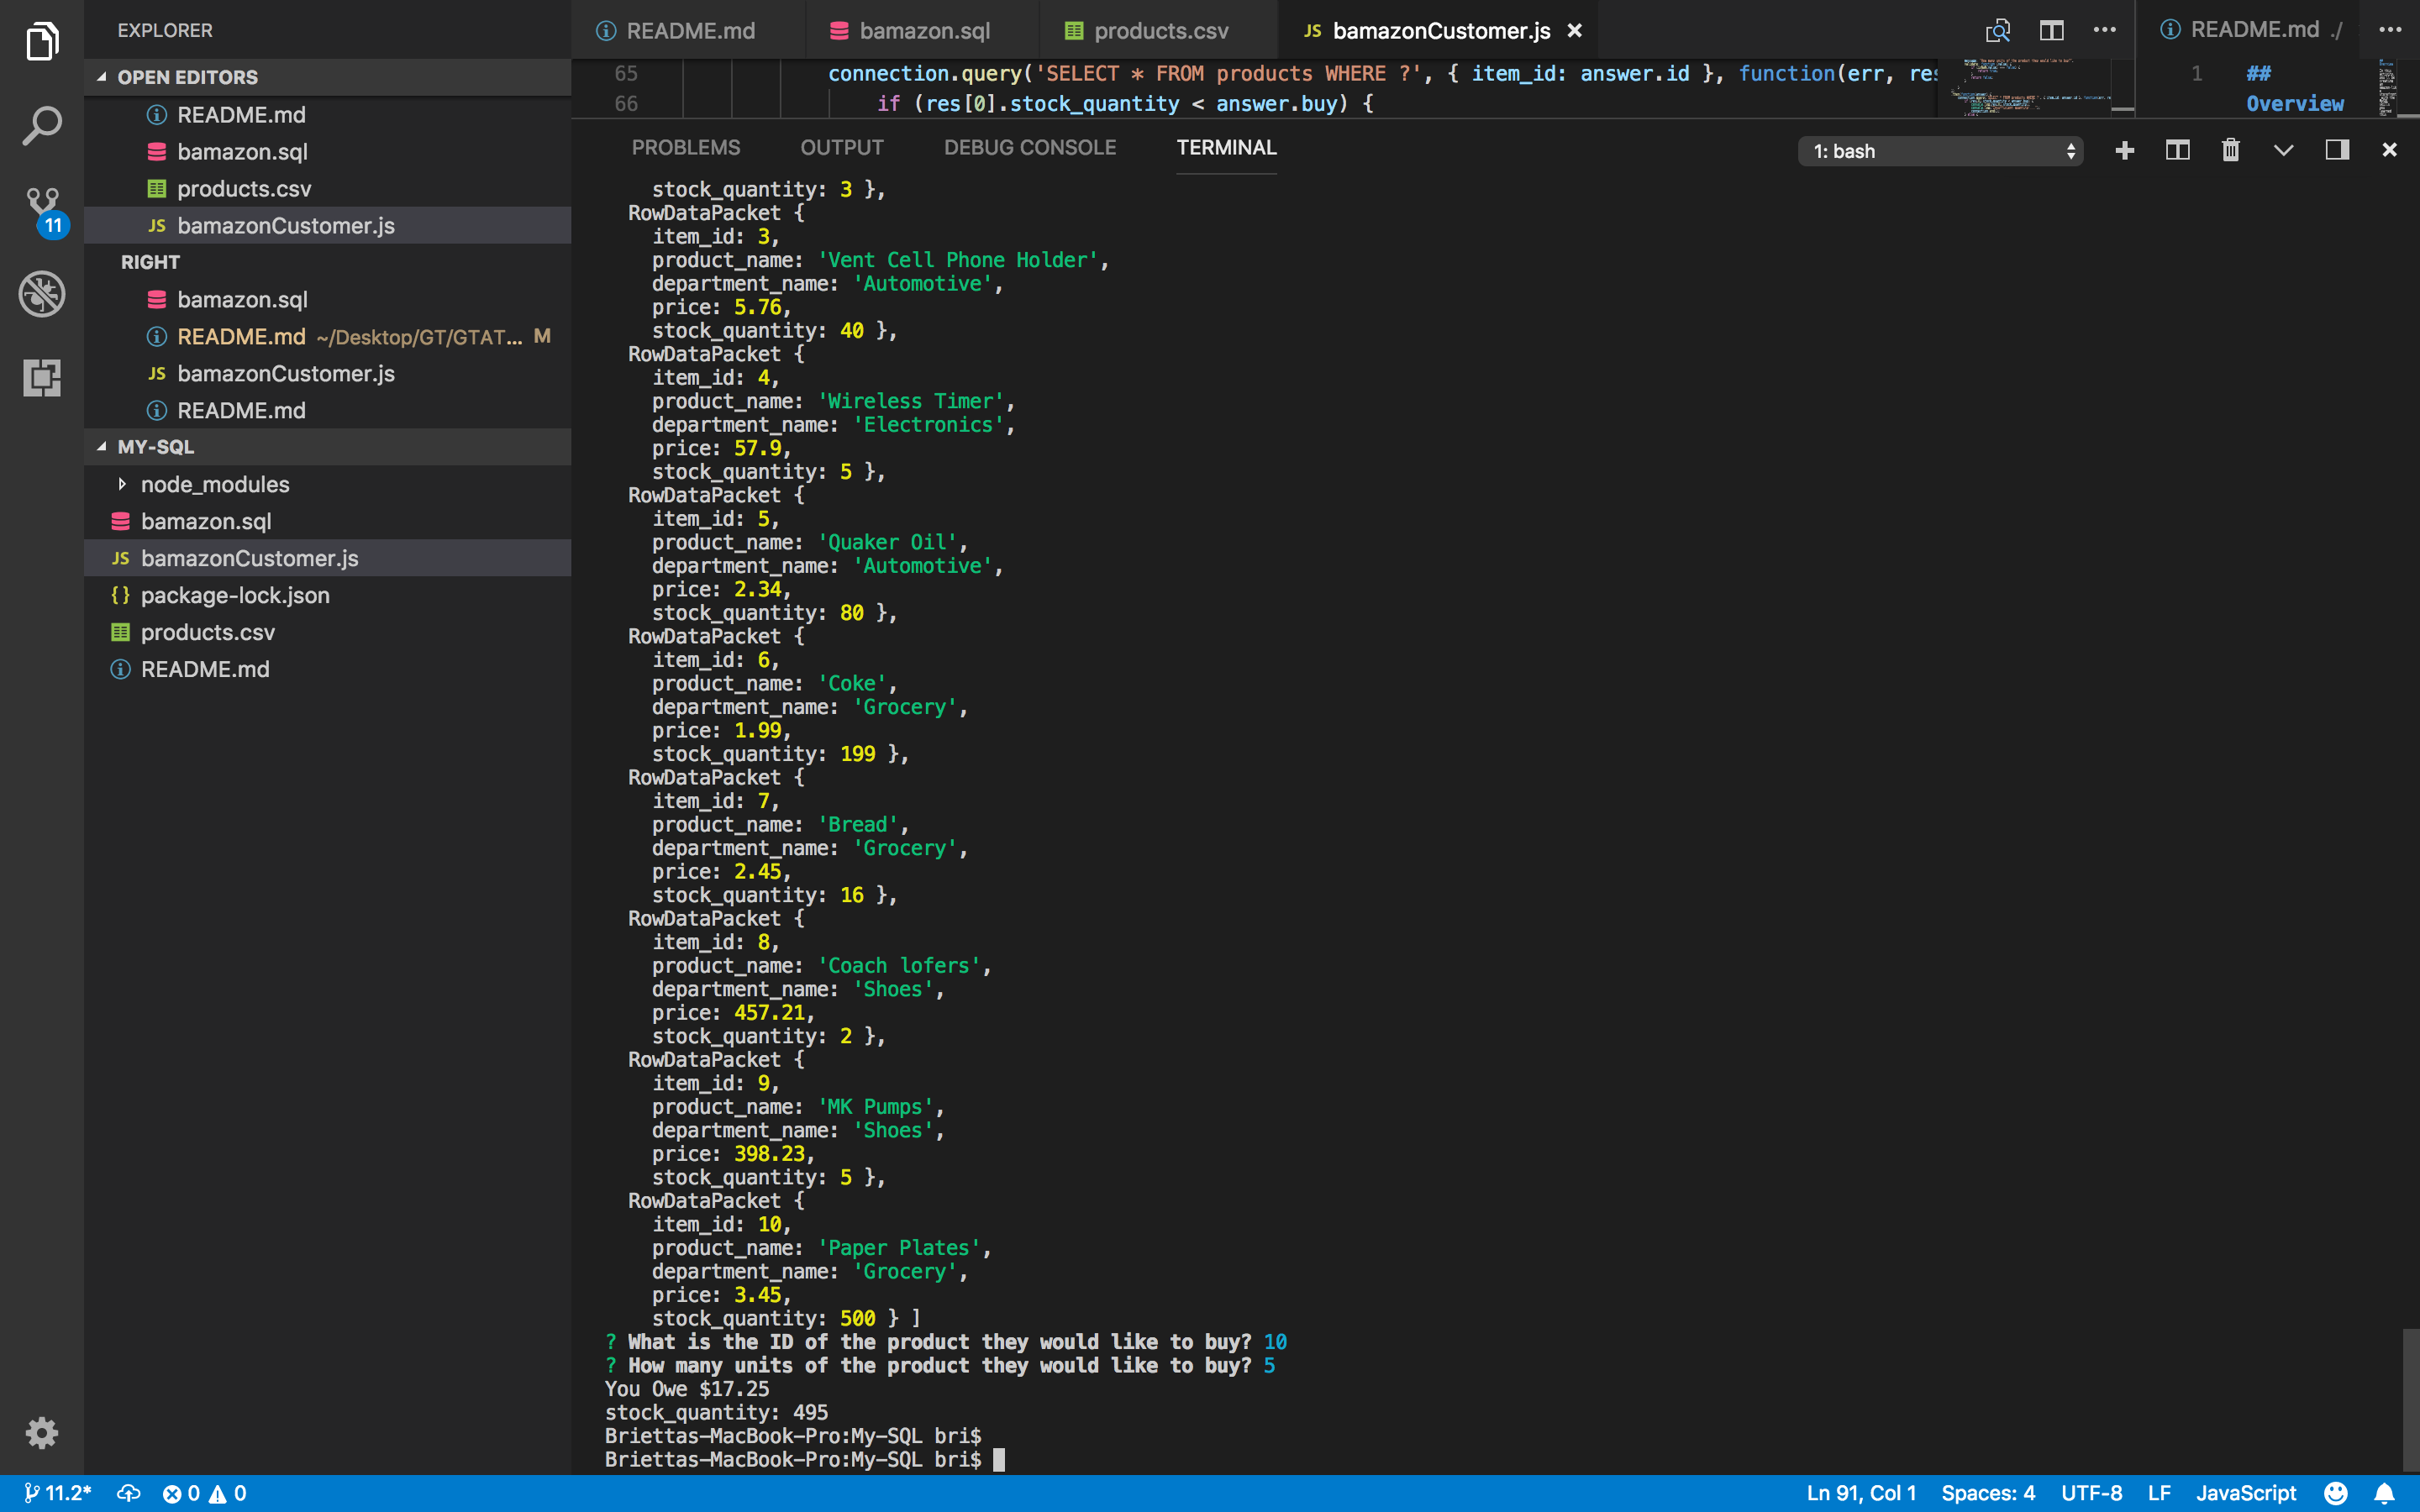 EXPLORER
OPEN EDITORS
README.md
bamazon.sql
products.csv
JS bamazonCustomer.js
RIGHT
bamazon.sql
README.md ~/Desktop/GT/GTAT... M
JS bamazonCustomer.js
README.md
MY-SQL
node_modules
bamazon.sql
JS bamazonCustomer.js
{} package-lock.json
products.csv
README.md
11
README.md
bamazon.sql
products.csv
JS bamazonCustomer.js
README.md ./
65 connection.query('SELECT * FROM products WHERE ?', { item_id: answer.id }, function(err, res
66 if (res[0].stock_quantity < answer.buy) {
1 ##
Overview
PROBLEMS OUTPUT DEBUG CONSOLE TERMINAL
1: bash
stock_quantity: 3 },
RowDataPacket {
item_id: 3,
product_name: 'Vent Cell Phone Holder',
department_name: 'Automotive',
price: 5.76,
stock_quantity: 40 },
RowDataPacket {
item_id: 4,
product_name: 'Wireless Timer',
department_name: 'Electronics',
price: 57.9,
stock_quantity: 5 },
RowDataPacket {
item_id: 5,
product_name: 'Quaker Oil',
department_name: 'Automotive',
price: 2.34,
stock_quantity: 80 },
RowDataPacket {
item_id: 6,
product_name: 'Coke',
department_name: 'Grocery',
price: 1.99,
stock_quantity: 199 },
RowDataPacket {
item_id: 7,
product_name: 'Bread',
department_name: 'Grocery',
price: 2.45,
stock_quantity: 16 },
RowDataPacket {
item_id: 8,
product_name: 'Coach lofers',
department_name: 'Shoes',
price: 457.21,
stock_quantity: 2 },
RowDataPacket {
item_id: 9,
product_name: 'MK Pumps',
department_name: 'Shoes',
price: 398.23,
stock_quantity: 5 },
RowDataPacket {
item_id: 10,
product_name: 'Paper Plates',
department_name: 'Grocery',
price: 3.45,
stock_quantity: 500 } ]
? What is the ID of the product they would like to buy? 10
? How many units of the product they would like to buy? 5
You Owe $17.25
stock_quantity: 495
Briettas-MacBook-Pro:My-SQL bri$
Briettas-MacBook-Pro:My-SQL bri$
11.2* 0 0
Ln 91, Col 1 Spaces: 4 UTF-8 LF JavaScript